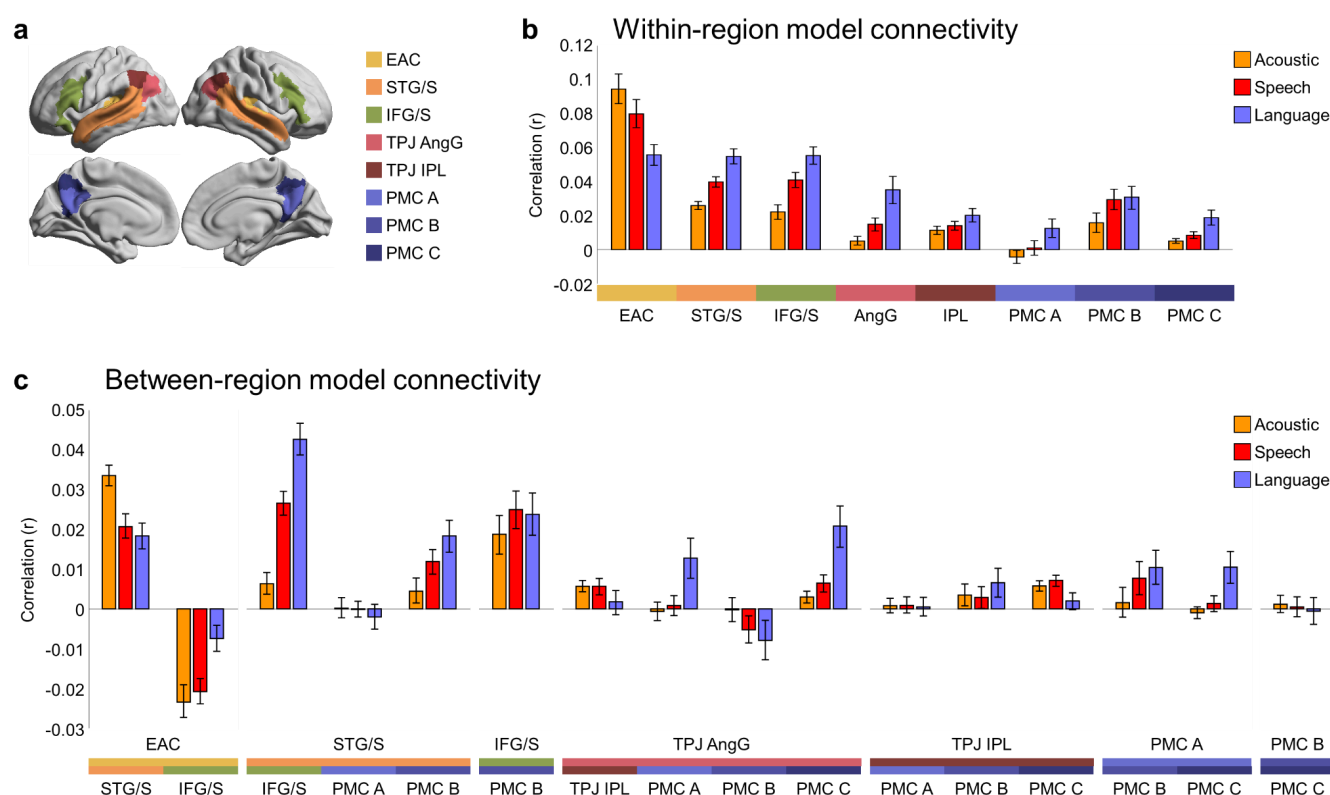 a
EAC
STG/S
IFG/S
TPJ AngG
TPJ IPL
PMC A
PMC B
PMC C
b Within-region model connectivity
Correlation (r)
0.12
0.1
0.08
0.06
0.04
0.02
0
-0.02
Acoustic
Speech
Language
EAC STG/S IFG/S AngG IPL PMC A PMC B PMC C
c Between-region model connectivity
Correlation (r)
0.05
0.04
0.03
0.02
0.01
0
-0.01
-0.02
-0.03
Acoustic
Speech
Language
EAC STG/S IFG/S TPJ AngG TPJ IPL PMC A PMC B
STG/S IFG/S IFG/S PMC A PMC B PMC B TPJ IPL PMC A PMC B PMC C PMC A PMC B PMC C PMC B PMC C PMC C